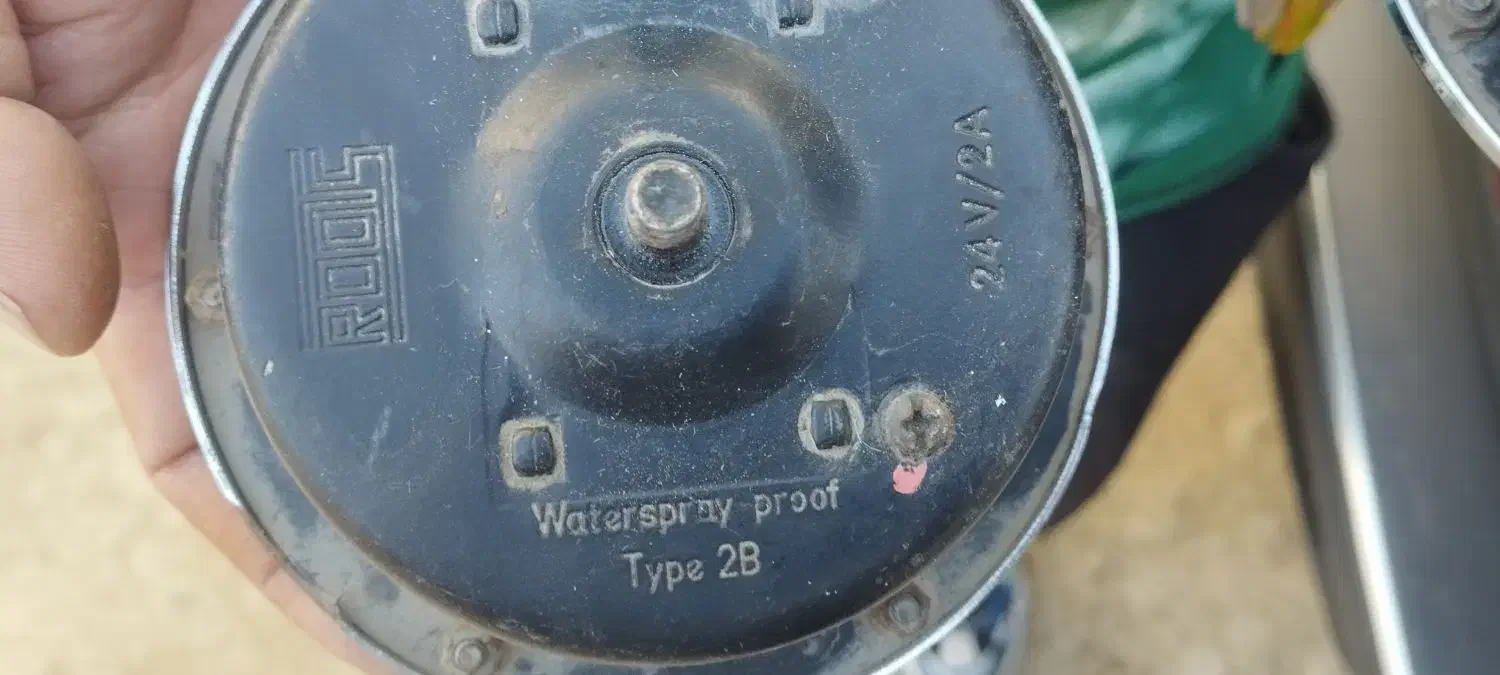 ROOTS
24V/2A
Waterspray proof
Type 2B